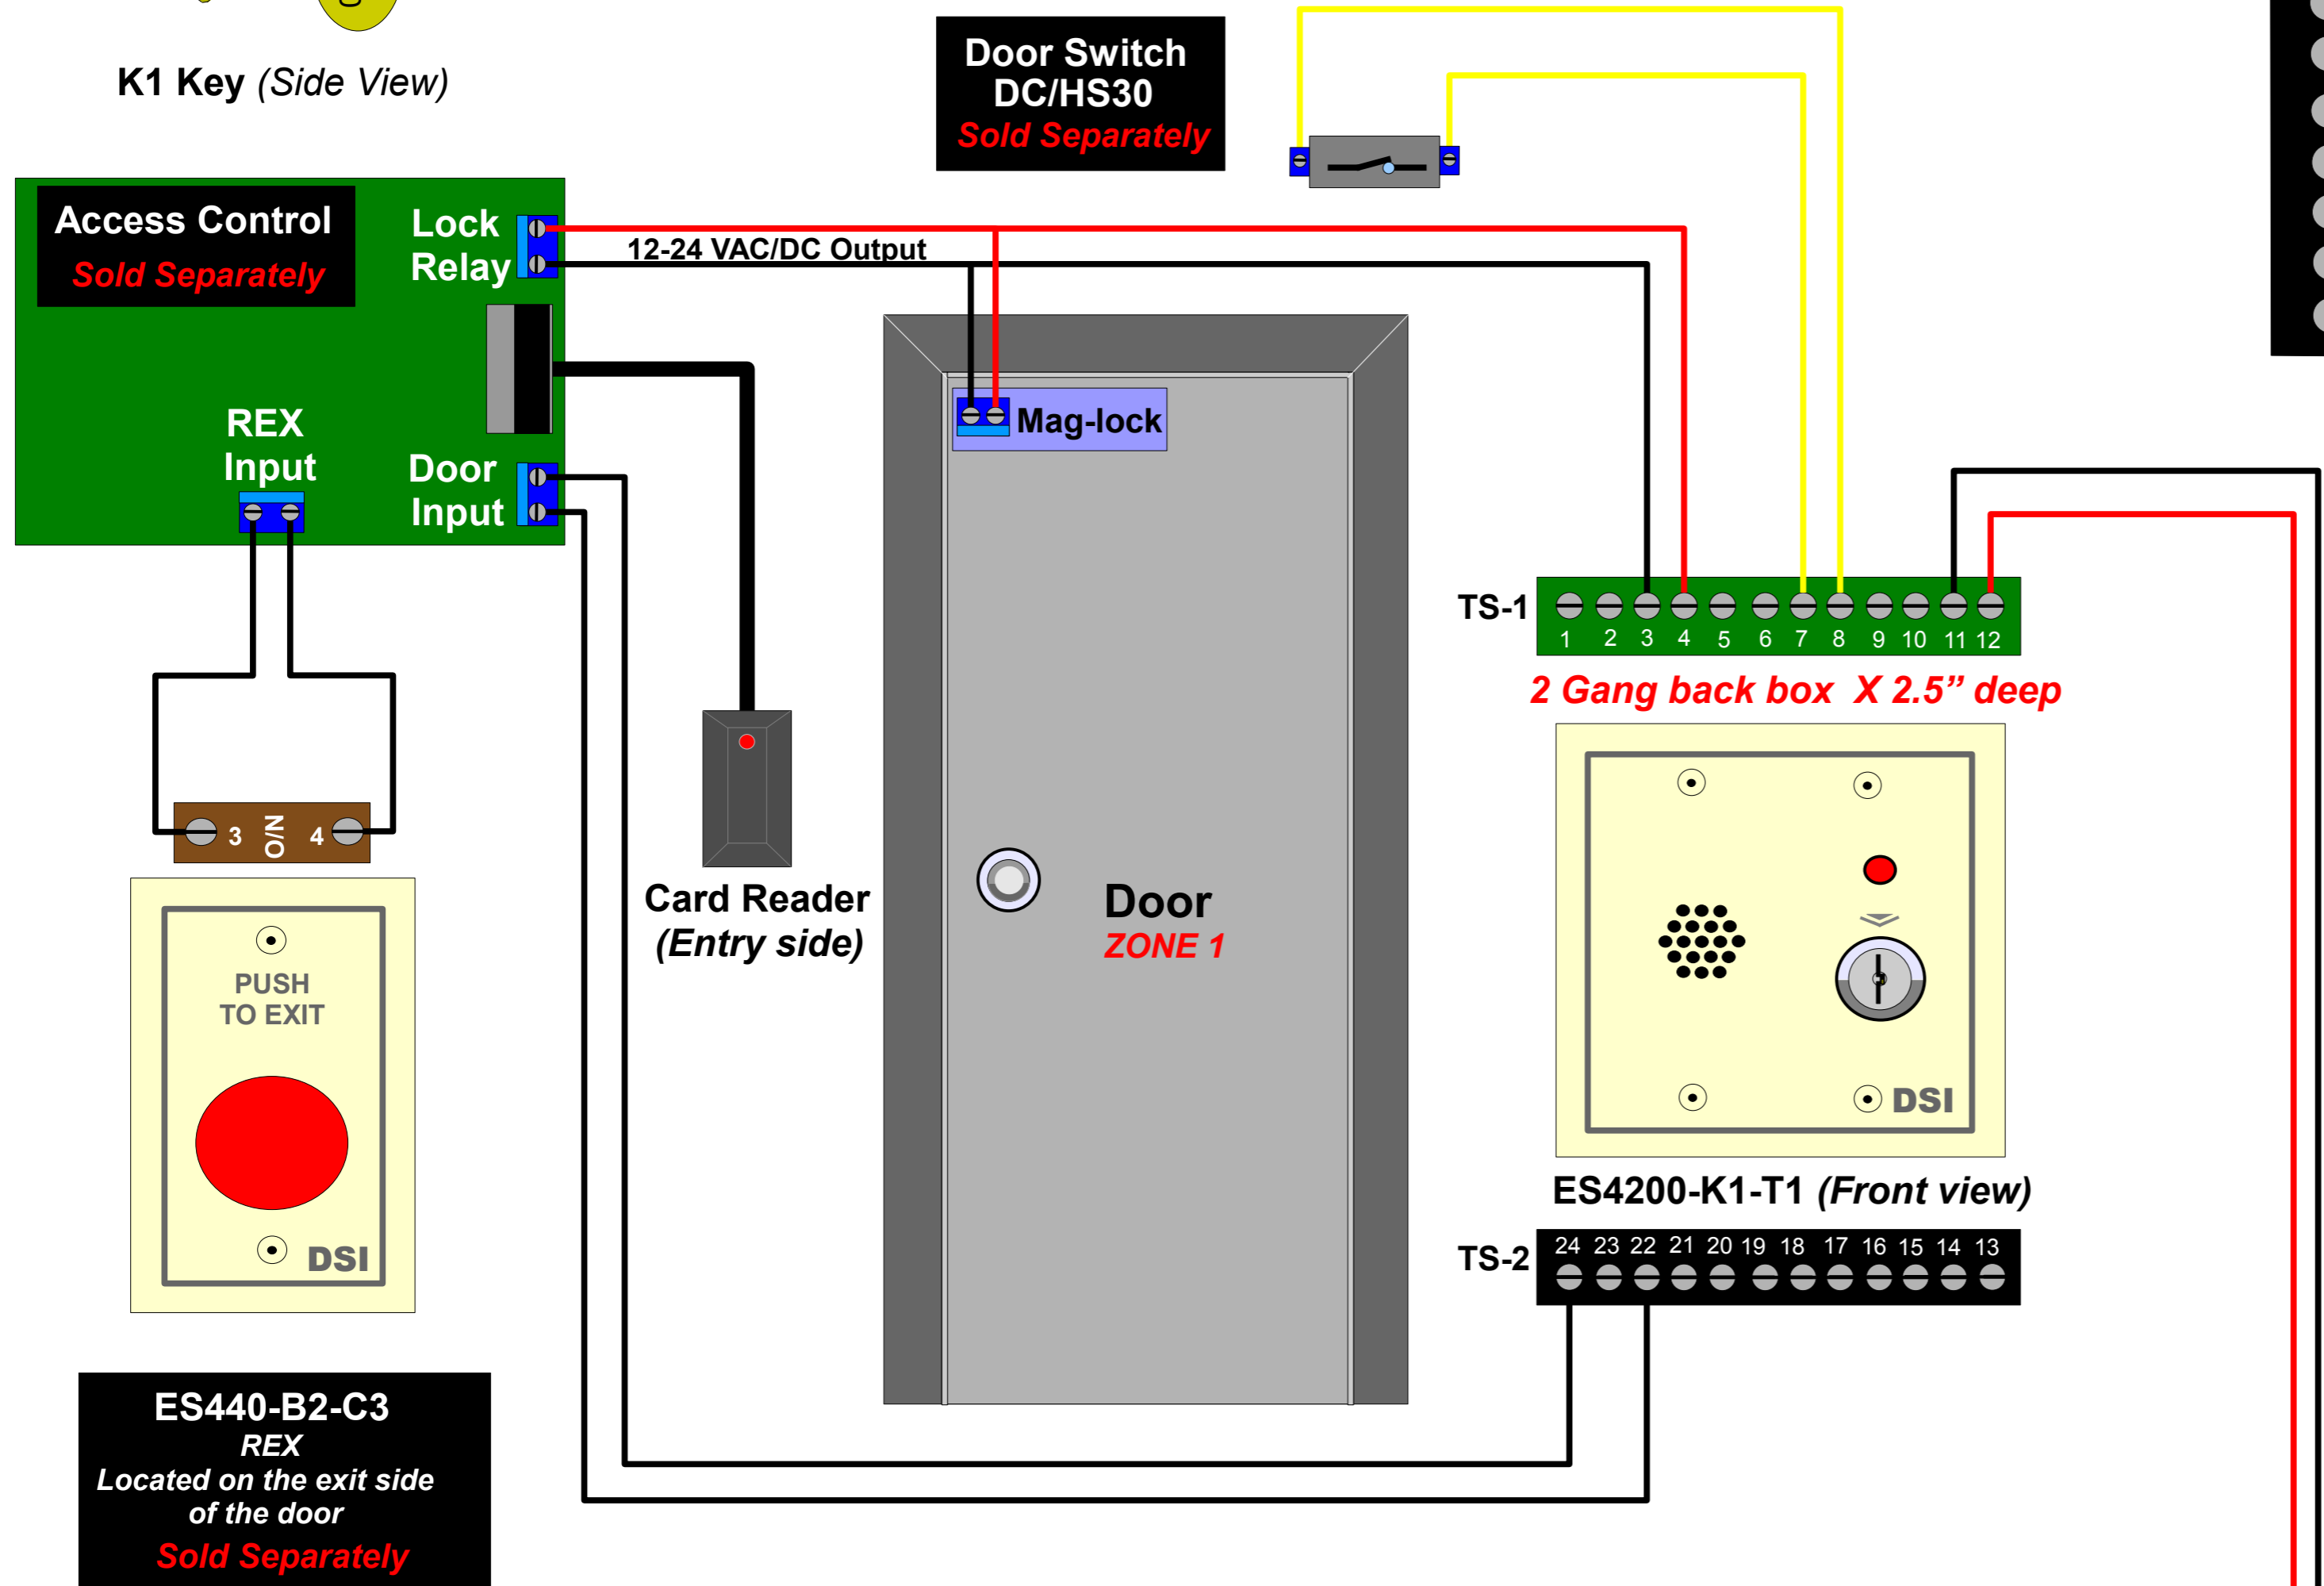 K1 Key (Side View)
Door Switch
DC/HS30
Sold Separately
Access Control
Sold Separately
Lock
Relay
12-24 VAC/DC Output
REX
Input
Door
Input
Mag-lock
3 N/O 4
PUSH
TO EXIT
DSI
ES440-B2-C3
REX
Located on the exit side
of the door
Sold Separately
Card Reader
(Entry side)
Door
ZONE 1
TS-1
1 2 3 4 5 6 7 8 9 10 11 12
2 Gang back box X 2.5” deep
DSI
ES4200-K1-T1 (Front view)
TS-2
24 23 22 21 20 19 18 17 16 15 14 13